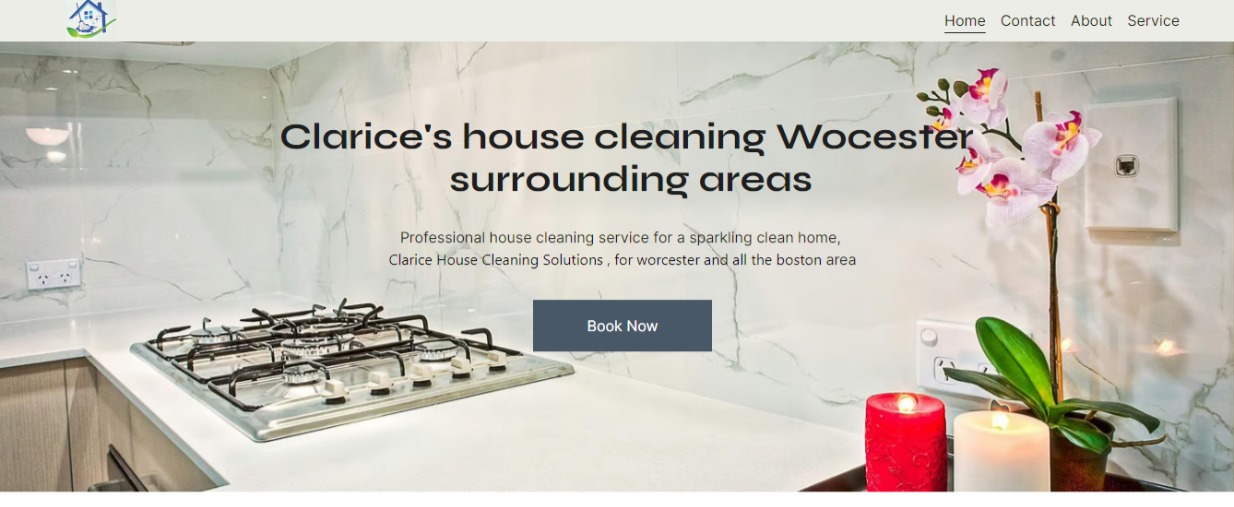 Home Contact About Service
Clarice's house cleaning Wocester
surrounding areas
Professional house cleaning service for a sparkling clean home,
Clarice House Cleaning Solutions , for worcester and all the boston area
Book Now